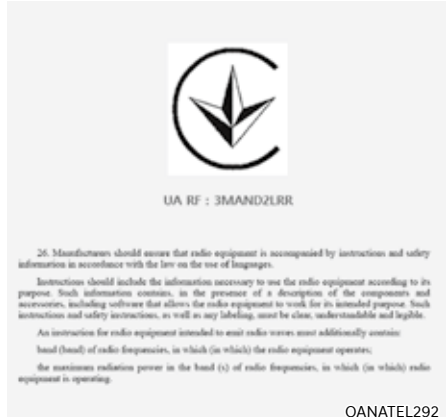 UA RF : 3MAND2LRR
26. Manufacturers should ensure that radio equipment is accompanied by instructions and safety
information in accordance with the law on the use of languages.
Instructions should include the information necessary to use the radio equipment according to its
purpose. Such information contains, in the presence of a description of the components and
accessories, including software that allows the radio equipment to work for its intended purpose. Such
instructions and safety instructions, as well as any labeling, must be clear, understandable and legible.
An instruction for radio equipment intended to emit radio waves must additionally contain:
band (band) of radio frequencies, in which (in which) the radio equipment operates;
the maximum radiation power in the band (s) of radio frequencies, in which (in which) radio
equipment is operating.
OANATEL292